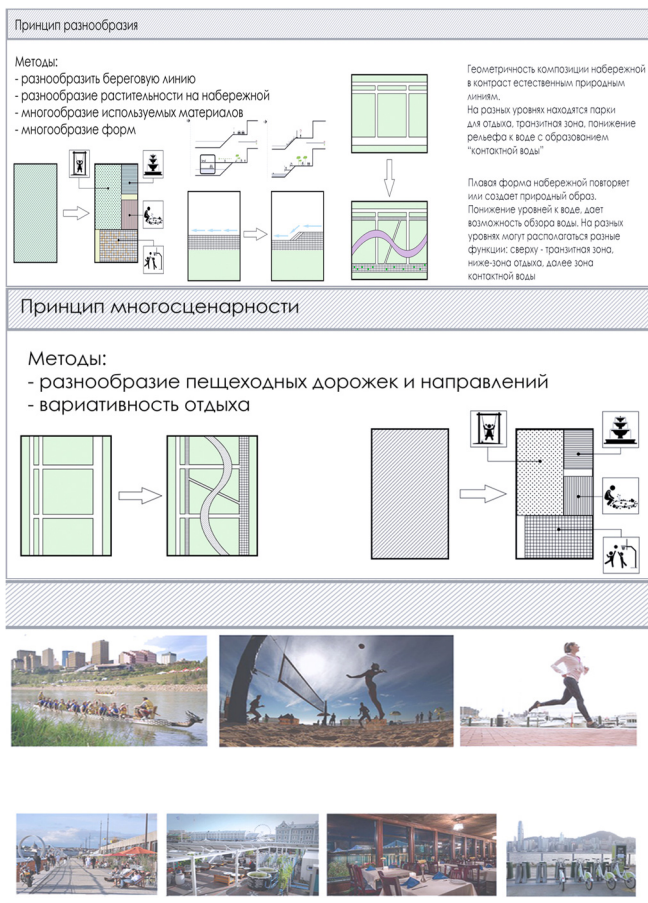 Принцип разнообразия
Методы:
- разнообразить береговую линию
- разнообразие растительности на набережной
- многообразие используемых материалов
- многообразие форм
Геометричность композиции набережной
в контраст естественным природным
линиям.
На разных уровнях находятся парки
для отдыха, транзитная зона, понижение
рельефа к воде с образованием
"контактной воды"
Плавая форма набережной повторяет
или создает природный образ.
Понижение уровней к воде, дает
возможность обзора воды. На разных
уровнях могут располагаться разные
функции: сверху - транзитная зона,
ниже-зона отдыха, далее зона
контактной воды
Принцип многосценарности
Методы:
- разнообразие пещеходных дорожек и направлений
- вариативность отдыха